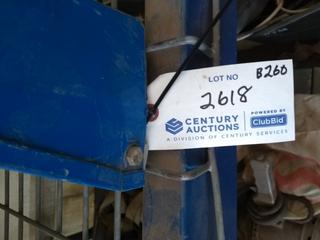 LOT NO
B260
2618
CENTURY
AUCTIONS
A DIVISION OF CENTURY SERVICES
POWERED BY
ClubBid